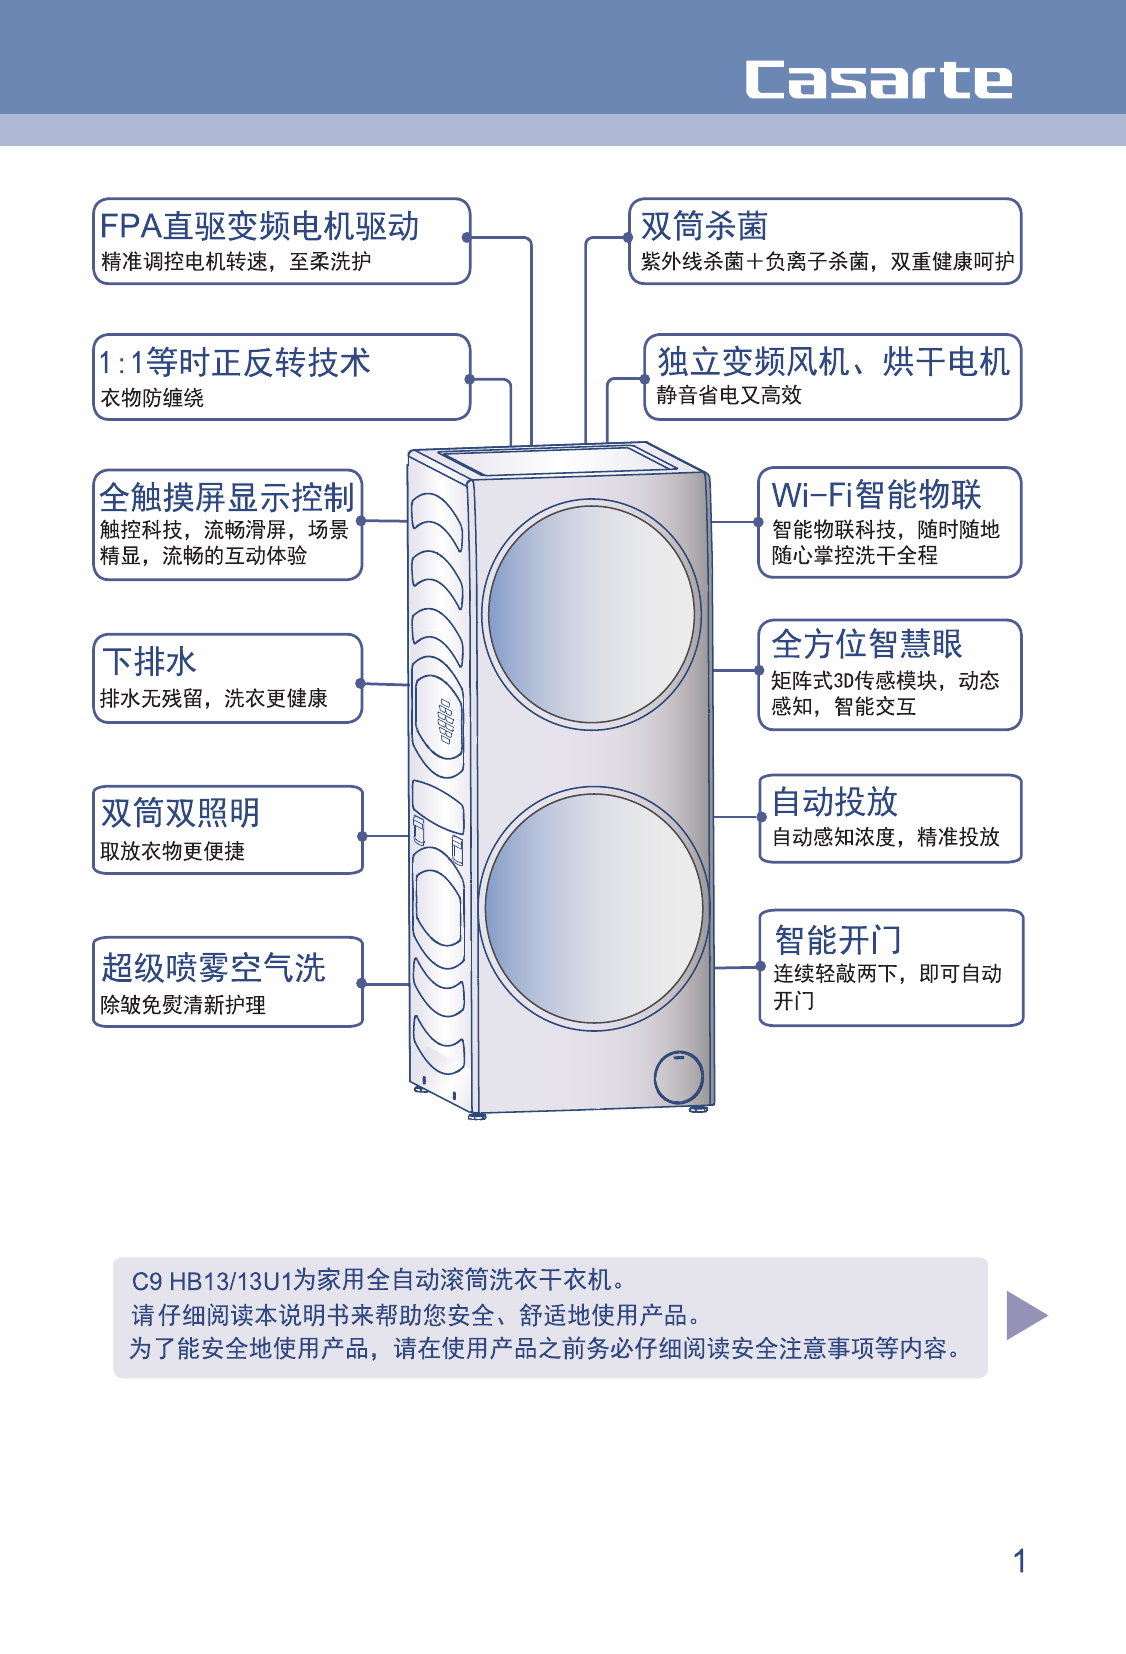 Casarte
FPA直驱变频电机驱动
精准调控电机转速，至柔洗护
双筒杀菌
紫外线杀菌＋负离子杀菌，双重健康呵护
1:1等时正反转技术
衣物防缠绕
独立变频风机、烘干电机
静音省电又高效
全触摸屏显示控制
触控科技，流畅滑屏，场景
精显，流畅的互动体验
Wi-Fi智能物联
智能物联科技，随时随地
随心掌控洗干全程
下排水
排水无残留，洗衣更健康
全方位智慧眼
矩阵式3D传感模块，动态
感知，智能交互
双筒双照明
取放衣物更便捷
自动投放
自动感知浓度，精准投放
超级喷雾空气洗
除皱免熨清新护理
智能开门
连续轻敲两下，即可自动
开门
C9 HB13/13U1为家用全自动滚筒洗衣干衣机。
请仔细阅读本说明书来帮助您安全、舒适地使用产品。
为了能安全地使用产品，请在使用产品之前务必仔细阅读安全注意事项等内容。
1